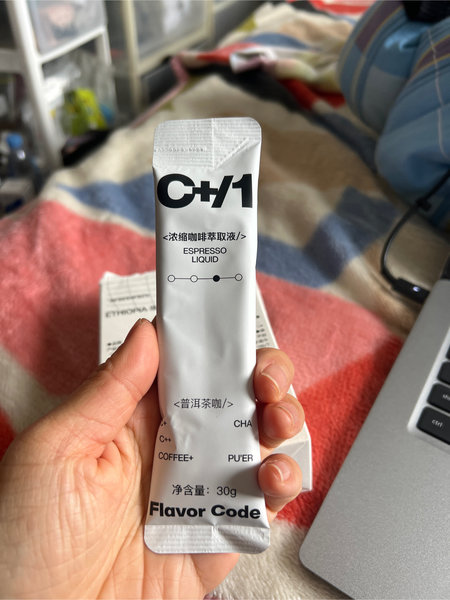 C+/1
<浓缩咖啡萃取液/>
ESPRESSO
LIQUID
<普洱茶咖/>
CHA
C++
COFFEE+ PU'ER
净含量：30g
Flavor Code
ETHIOPIA
ctrl